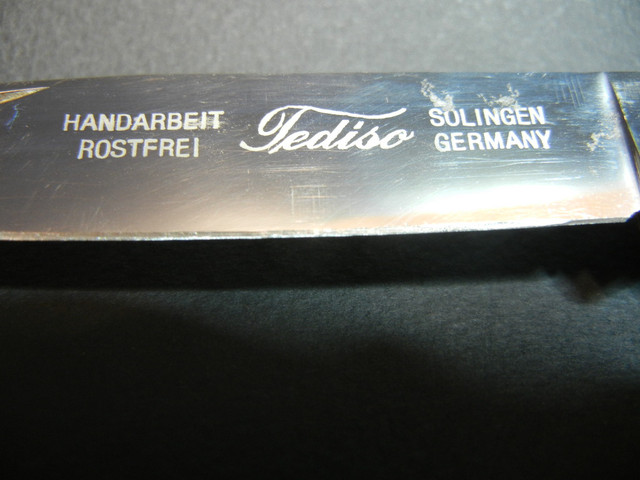 HANDARBEIT
ROSTFREI
Tediso
SOLINGEN
GERMANY